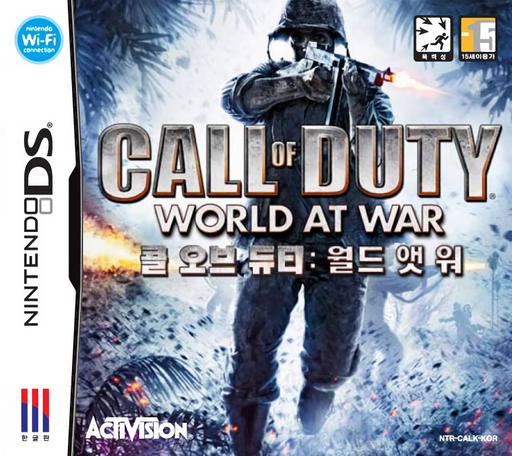 nintendo
Wi-Fi
connection
NINTENDO DS®
폭력성
15
15세이용가
CALL OF DUTY®
WORLD AT WAR
콜 오브 듀티: 월드 앳 워
한글판
ACTIVISION®
NTR-CALK-KOR